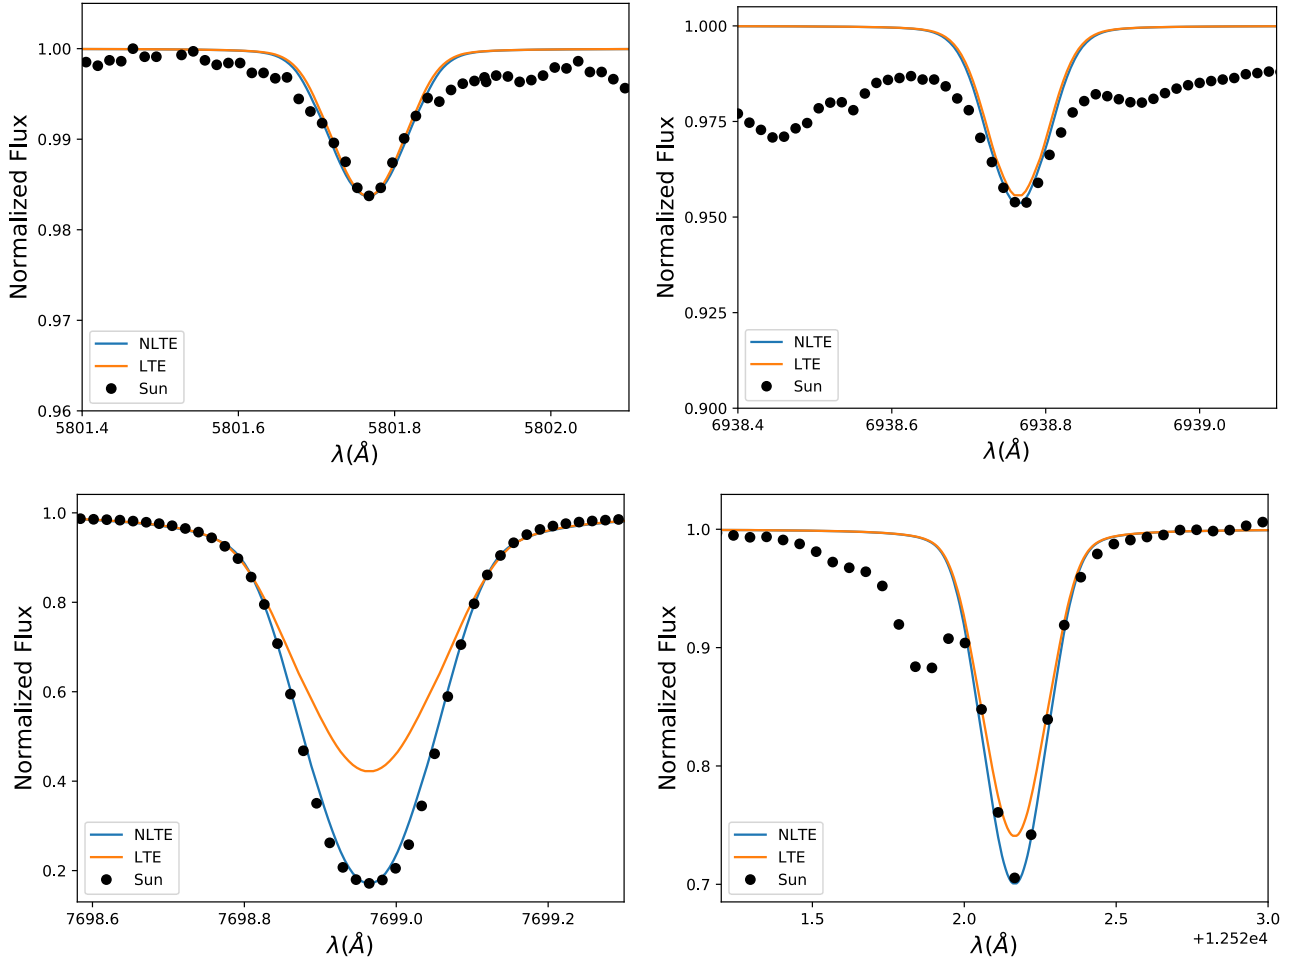 1.00
0.99
0.98
0.97
0.96
Normalized Flux
NLTE
LTE
Sun
5801.4
5801.6
5801.8
5802.0
λ(Å)
1.000
0.975
0.950
0.925
0.900
Normalized Flux
NLTE
LTE
Sun
6938.4
6938.6
6938.8
6939.0
λ(Å)
1.0
0.8
0.6
0.4
0.2
Normalized Flux
NLTE
LTE
Sun
7698.6
7698.8
7699.0
7699.2
λ(Å)
1.0
0.9
0.8
0.7
Normalized Flux
NLTE
LTE
Sun
1.5
2.0
2.5
3.0
λ(Å)
+1.252e4